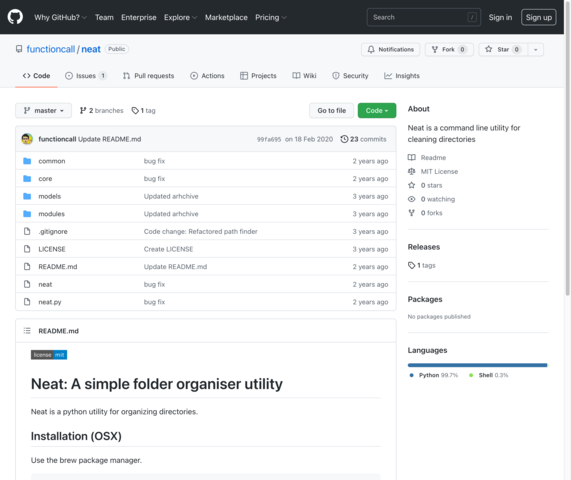 Why GitHub? Team Enterprise Explore Marketplace Pricing Search / Sign in Sign up
functioncall / neat Public Notifications Fork 0 Star 0
Code Issues 1 Pull requests Actions Projects Wiki Security Insights
master 2 branches 1 tag Go to file Code
functioncall Update README.md 99fa695 on 18 Feb 2020 23 commits
common bug fix 2 years ago
core bug fix 2 years ago
models Updated arhchive 3 years ago
modules Updated arhchive 3 years ago
.gitignore Code change: Refactored path finder 3 years ago
LICENSE Create LICENSE 3 years ago
README.md Update README.md 2 years ago
neat bug fix 2 years ago
neat.py bug fix 2 years ago
README.md
license mit
Neat: A simple folder organiser utility
Neat is a python utility for organizing directories.
Installation (OSX)
Use the brew package manager.
About
Neat is a command line utility for
cleaning directories
Readme
MIT License
0 stars
0 watching
0 forks
Releases
1 tags
Packages
No packages published
Languages
Python 99.7% Shell 0.3%